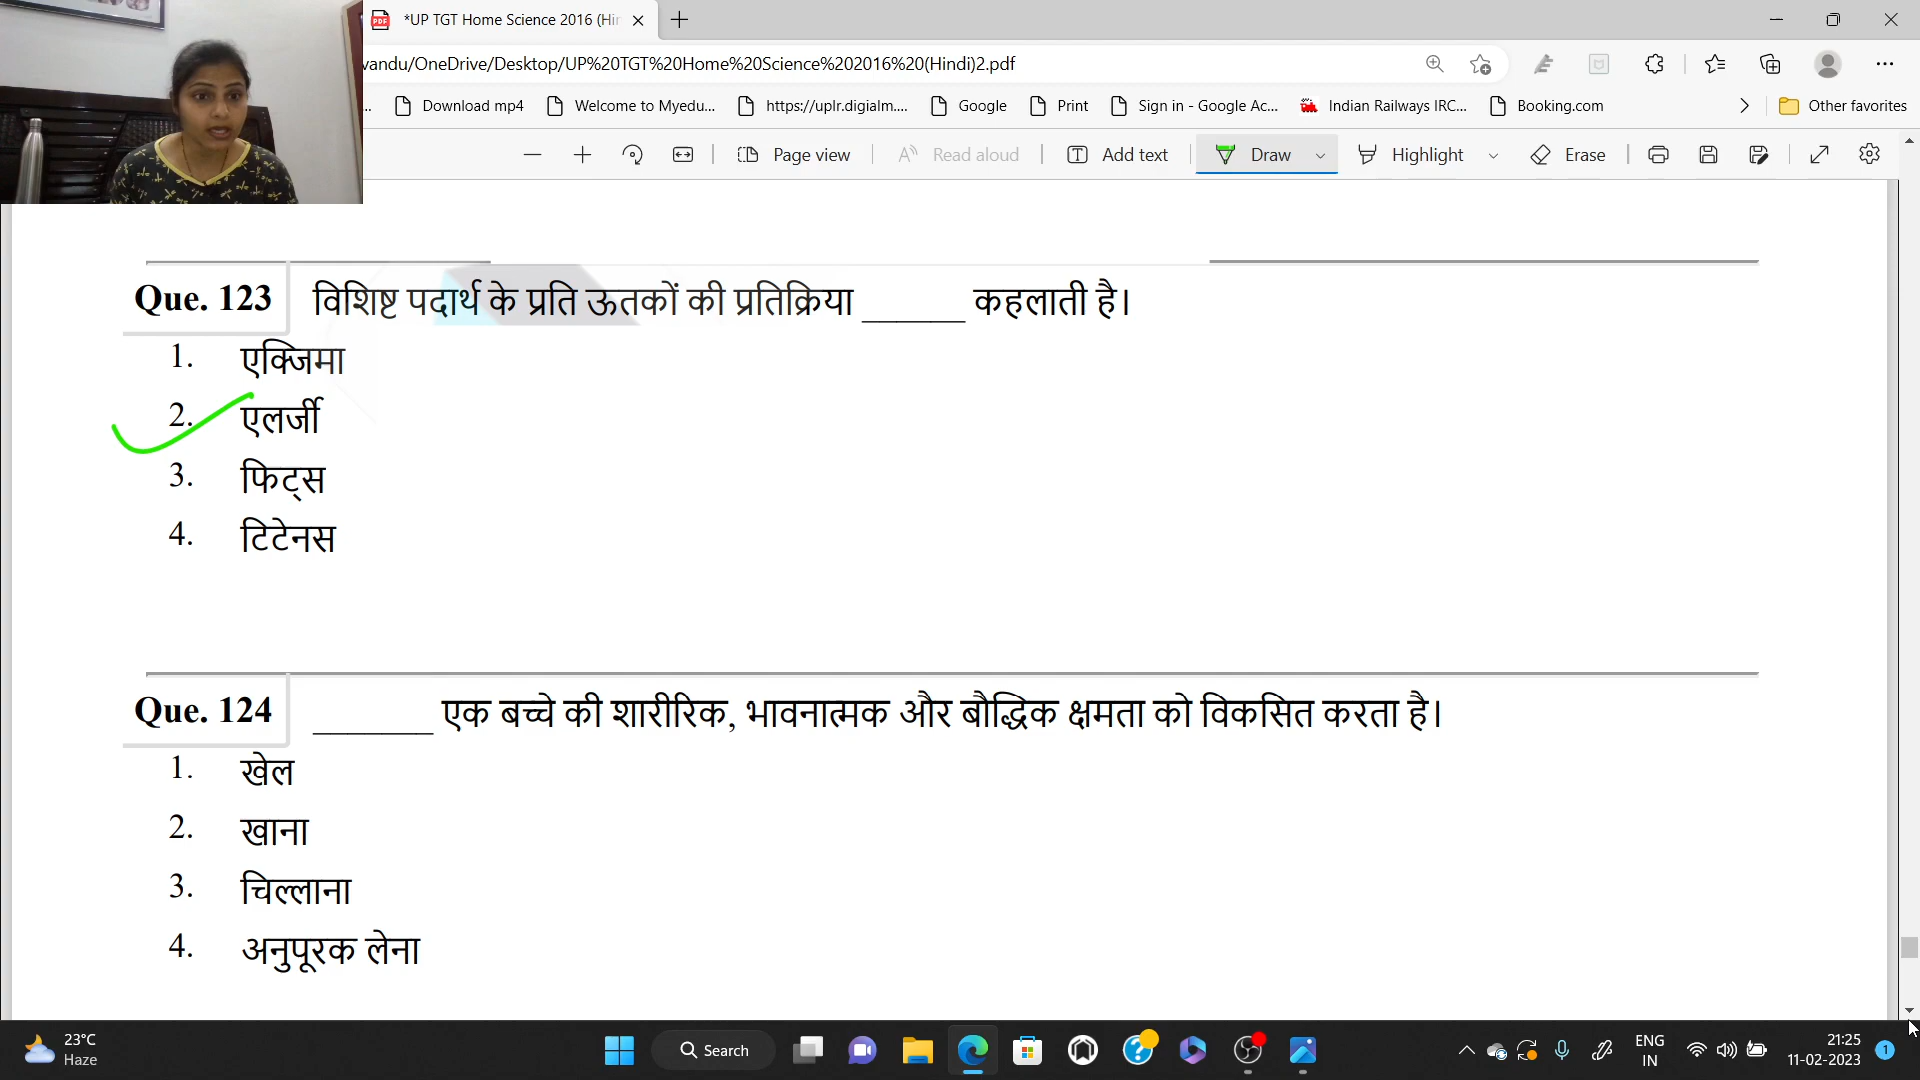 *UP TGT Home Science 2016 (Hin
vandu/OneDrive/Desktop/UP%20TGT%20Home%20Science%202016%20(Hindi)2.pdf
... Download mp4 Welcome to Myedu... https://uplr.digialm.... Google Print Sign in - Google Ac... Indian Railways IRC... Booking.com Other favorites
Page view Read aloud Add text Draw Highlight Erase
Que. 123 विशिष्ट पदार्थ के प्रति ऊतकों की प्रतिक्रिया ______ कहलाती है।
1. एक्जिमा
2. एलर्जी
3. फिट्स
4. टिटेनस
Que. 124 _______ एक बच्चे की शारीरिक, भावनात्मक और बौद्धिक क्षमता को विकसित करता है।
1. खेल
2. खाना
3. चिल्लाना
4. अनुपूरक लेना
23°C
Haze
Search
ENG
IN
21:25
11-02-2023
1